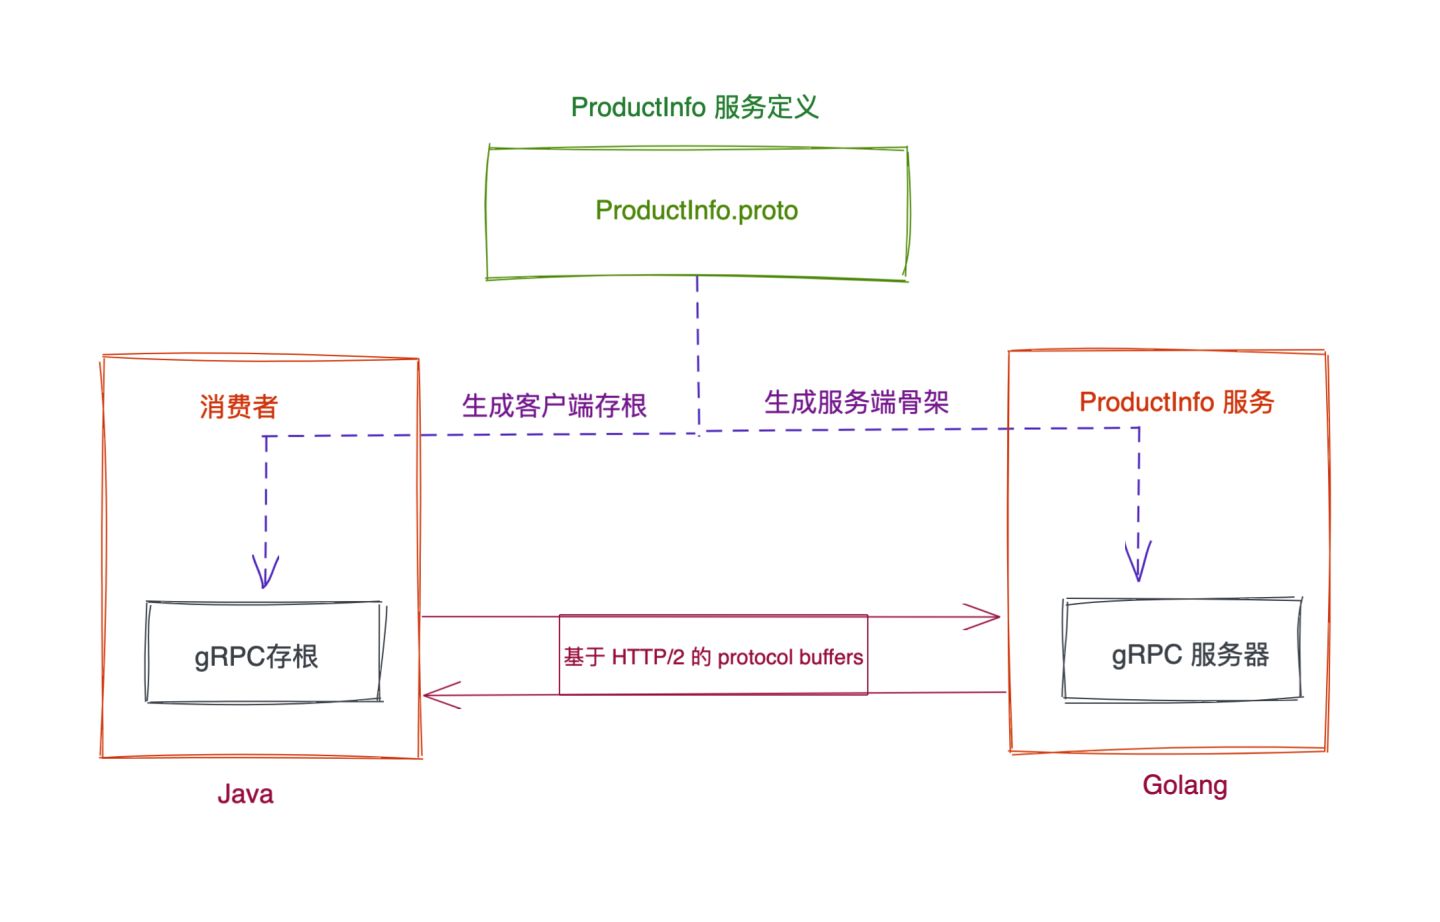 ProductInfo 服务定义
ProductInfo.proto
消费者
生成客户端存根
生成服务端骨架
ProductInfo 服务
gRPC存根
基于 HTTP/2 的 protocol buffers
gRPC 服务器
Java
Golang